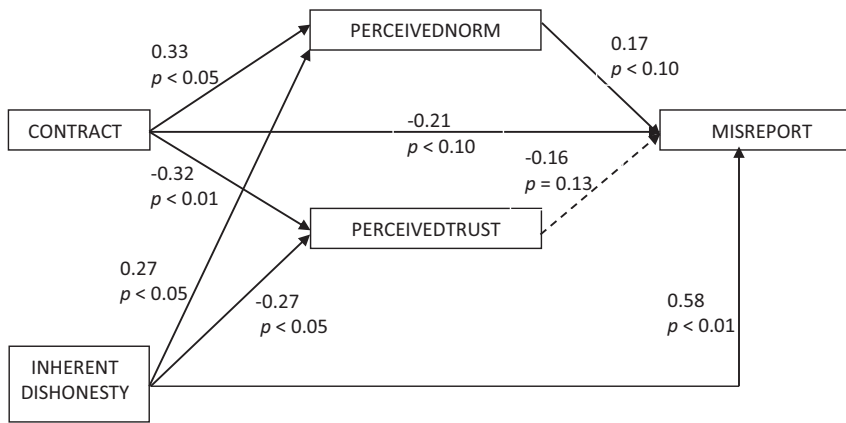 PERCEIVEDNORM
0.33
p < 0.05
0.17
p < 0.10
CONTRACT
-0.21
p < 0.10
MISREPORT
-0.32
p < 0.01
-0.16
p = 0.13
PERCEIVEDTRUST
0.27
p < 0.05
-0.27
p < 0.05
0.58
p < 0.01
INHERENT
DISHONESTY